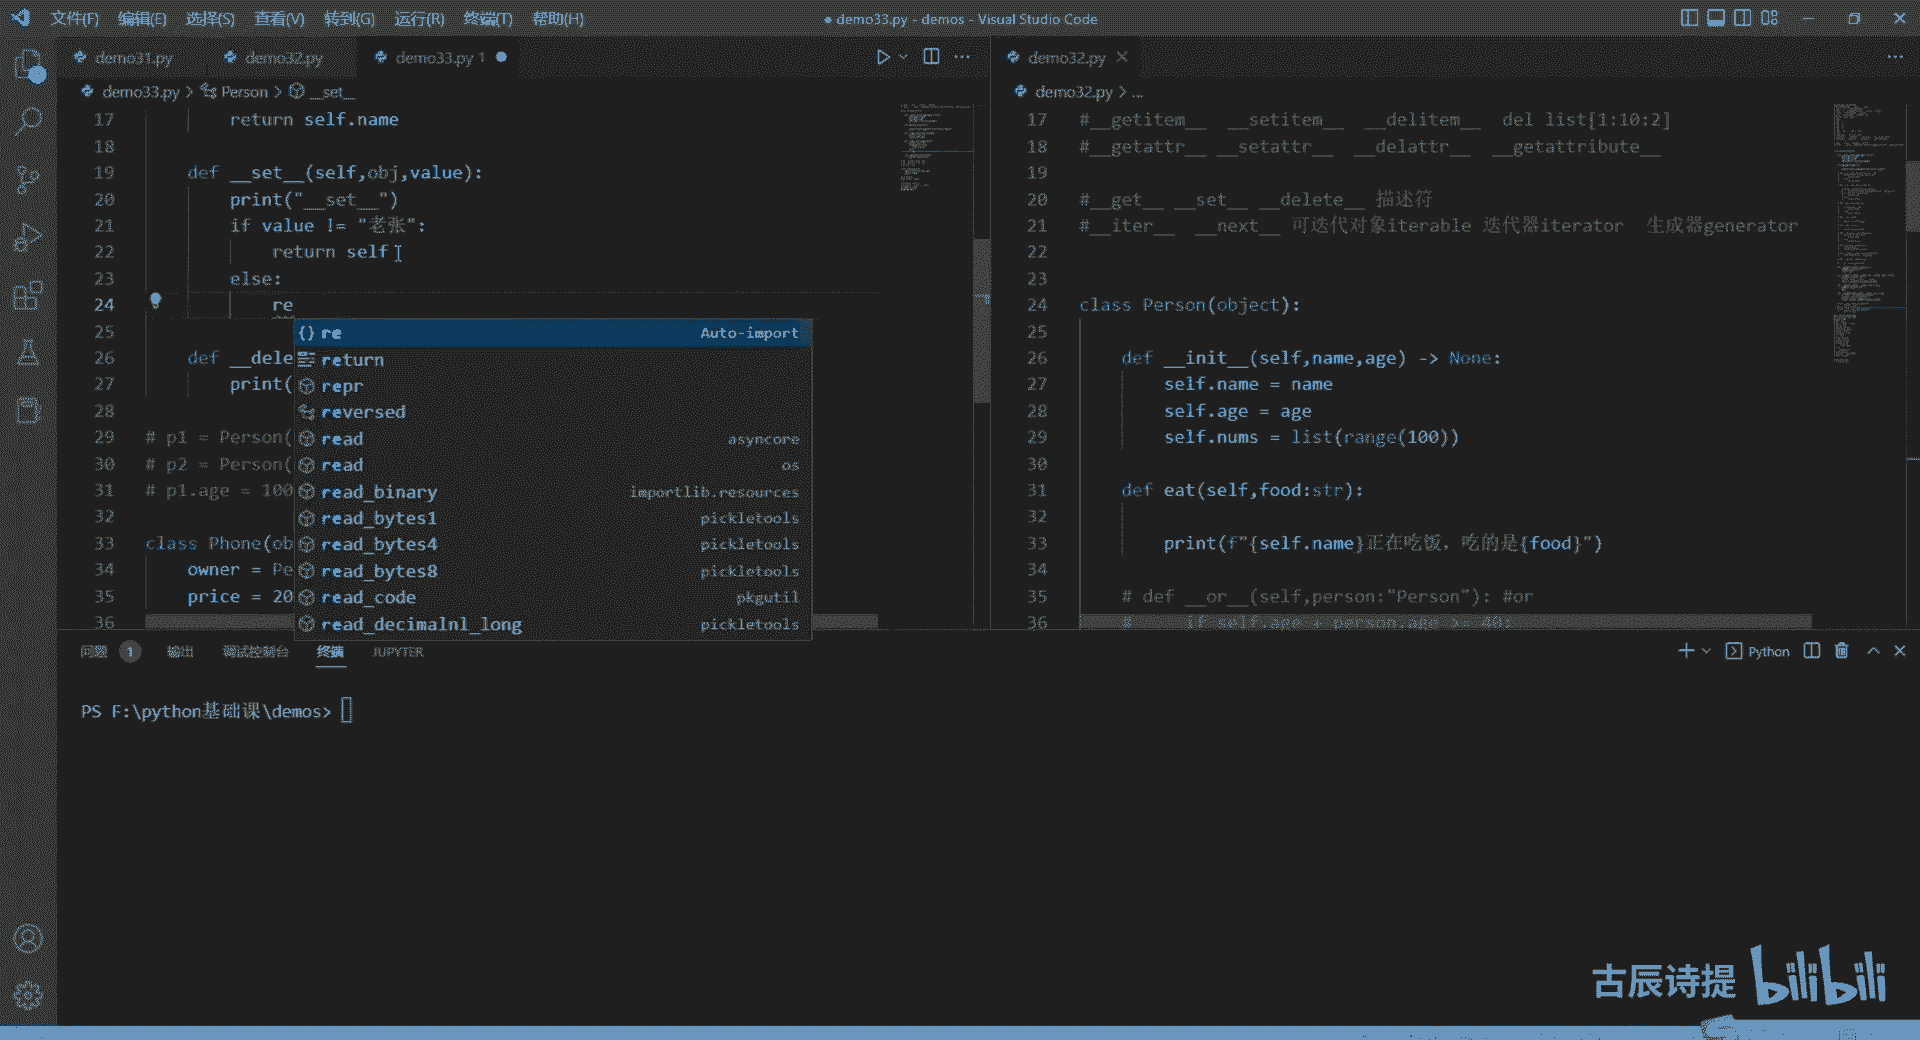 文件(F) 编辑(E) 选择(S) 查看(V) 转到(G) 运行(R) 终端(T) 帮助(H)
● demo33.py - demos - Visual Studio Code
demo31.py demo32.py demo33.py 1 ●
demo33.py > Person > __set__
17 return self.name
18
19 def __set__(self,obj,value):
20 print("__set__")
21 if value != "老张":
22 return self
23 else:
24 re
25
26 def __dele
27 print(
28
29 # p1 = Person(
30 # p2 = Person(
31 # p1.age = 100
32
33 class Phone(ob
34 owner = Pe
35 price = 20
36
re Auto-import
return
repr
reversed
read asyncore
read os
read_binary importlib.resources
read_bytes1 pickletools
read_bytes4 pickletools
read_bytes8 pickletools
read_code pkgutil
read_decimalnl_long pickletools
demo32.py
demo32.py > ...
17 #__getitem__ __setitem__ __delitem__ del list[1:10:2]
18 #__getattr__ __setattr__ __delattr__ __getattribute__
19
20 #__get__ __set__ __delete__ 描述符
21 #__iter__ __next__ 可迭代对象iterable 迭代器iterator 生成器generator
22
23
24 class Person(object):
25
26 def __init__(self,name,age) -> None:
27 self.name = name
28 self.age = age
29 self.nums = list(range(100))
30
31 def eat(self,food:str):
32
33 print(f"{self.name}正在吃饭，吃的是{food}")
34
35 # def __or__(self,person:"Person"): #or
36 # if self.age + person.age >= 40:
问题 1 输出 调试控制台 终端 JUPYTER
Python
PS F:\python基础课\demos>
古辰诗提 bilibili